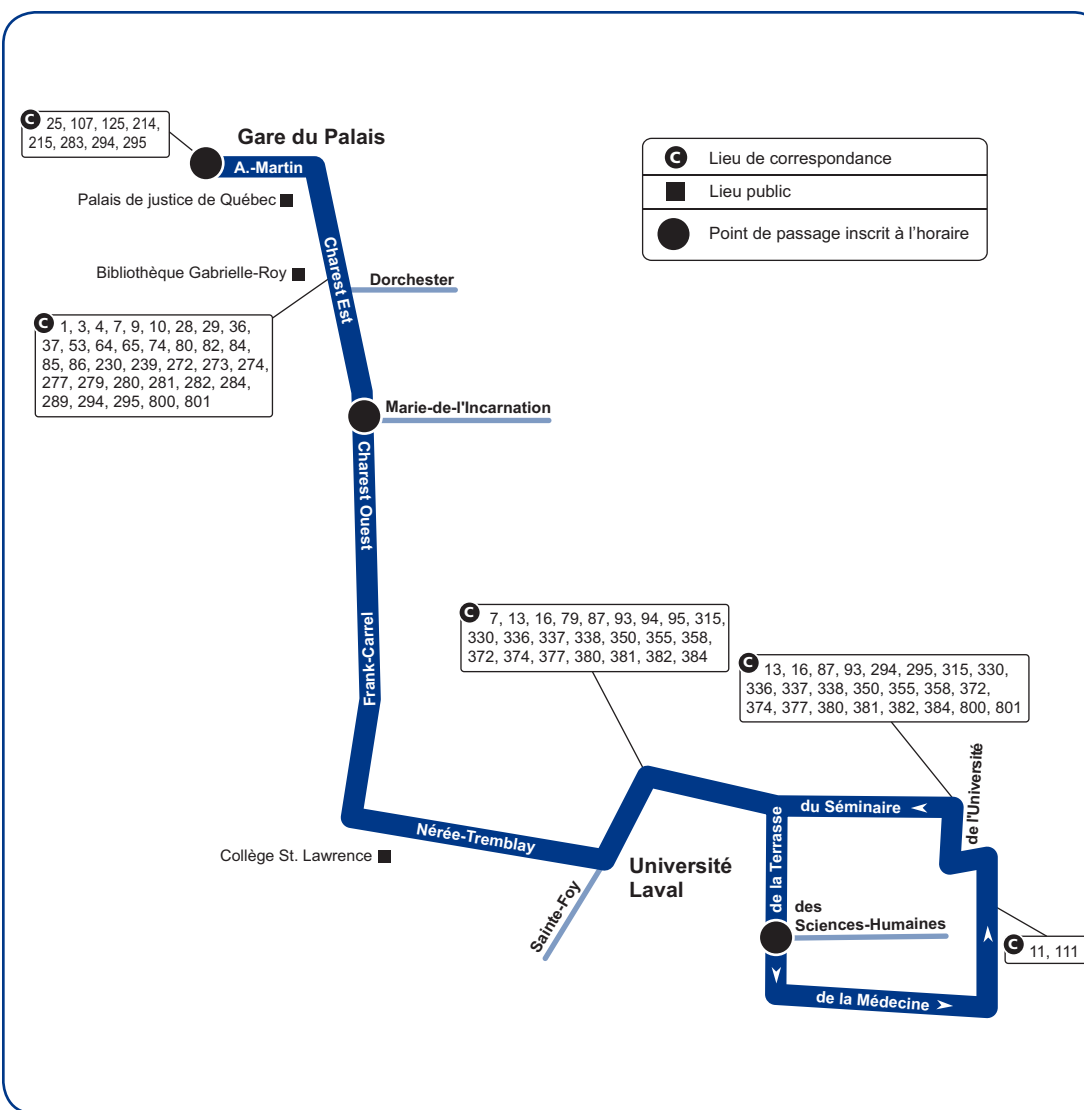 C 25, 107, 125, 214,
215, 283, 294, 295
Gare du Palais
A.-Martin
Palais de justice de Québec
C Lieu de correspondance
Lieu public
Point de passage inscrit à l'horaire
Charest Est
Bibliothèque Gabrielle-Roy
Dorchester
C 1, 3, 4, 7, 9, 10, 28, 29, 36,
37, 53, 64, 65, 74, 80, 82, 84,
85, 86, 230, 239, 272, 273, 274,
277, 279, 280, 281, 282, 284,
289, 294, 295, 800, 801
Marie-de-l'Incarnation
Charest Ouest
Frank-Carrel
C 7, 13, 16, 79, 87, 93, 94, 95, 315,
330, 336, 337, 338, 350, 355, 358,
372, 374, 377, 380, 381, 382, 384
C 13, 16, 87, 93, 294, 295, 315, 330,
336, 337, 338, 350, 355, 358, 372,
374, 377, 380, 381, 382, 384, 800, 801
de l'Université
du Séminaire
Nérée-Tremblay
Collège St. Lawrence
Université
Laval
de la Terrasse
Sainte-Foy
des
Sciences-Humaines
C 11, 111
de la Médecine